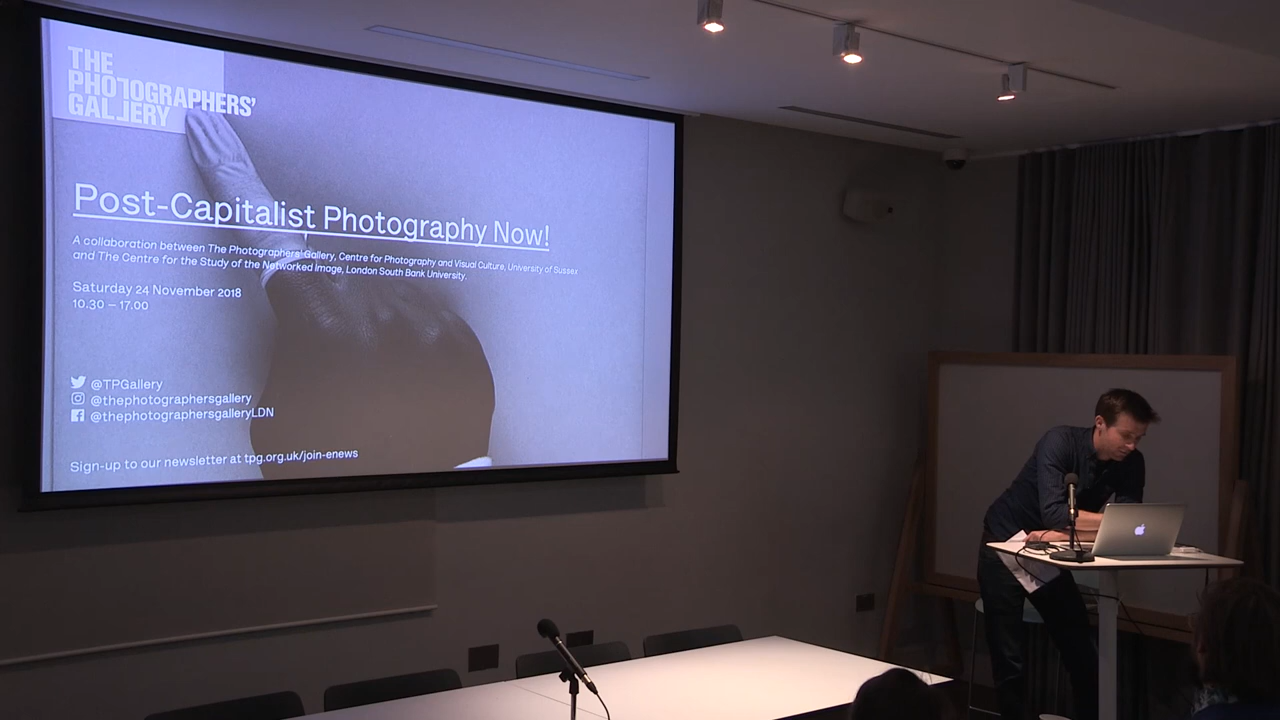 THE
PHOTOGRAPHERS'
GALLERY
Post-Capitalist Photography Now!
A collaboration between The Photographers' Gallery, Centre for Photography and Visual Culture, University of Sussex
and The Centre for the Study of the Networked Image, London South Bank University.
Saturday 24 November 2018
10.30 – 17.00
@TPGallery
@thephotographersgallery
@thephotographersgalleryLDN
Sign-up to our newsletter at tpg.org.uk/join-enews